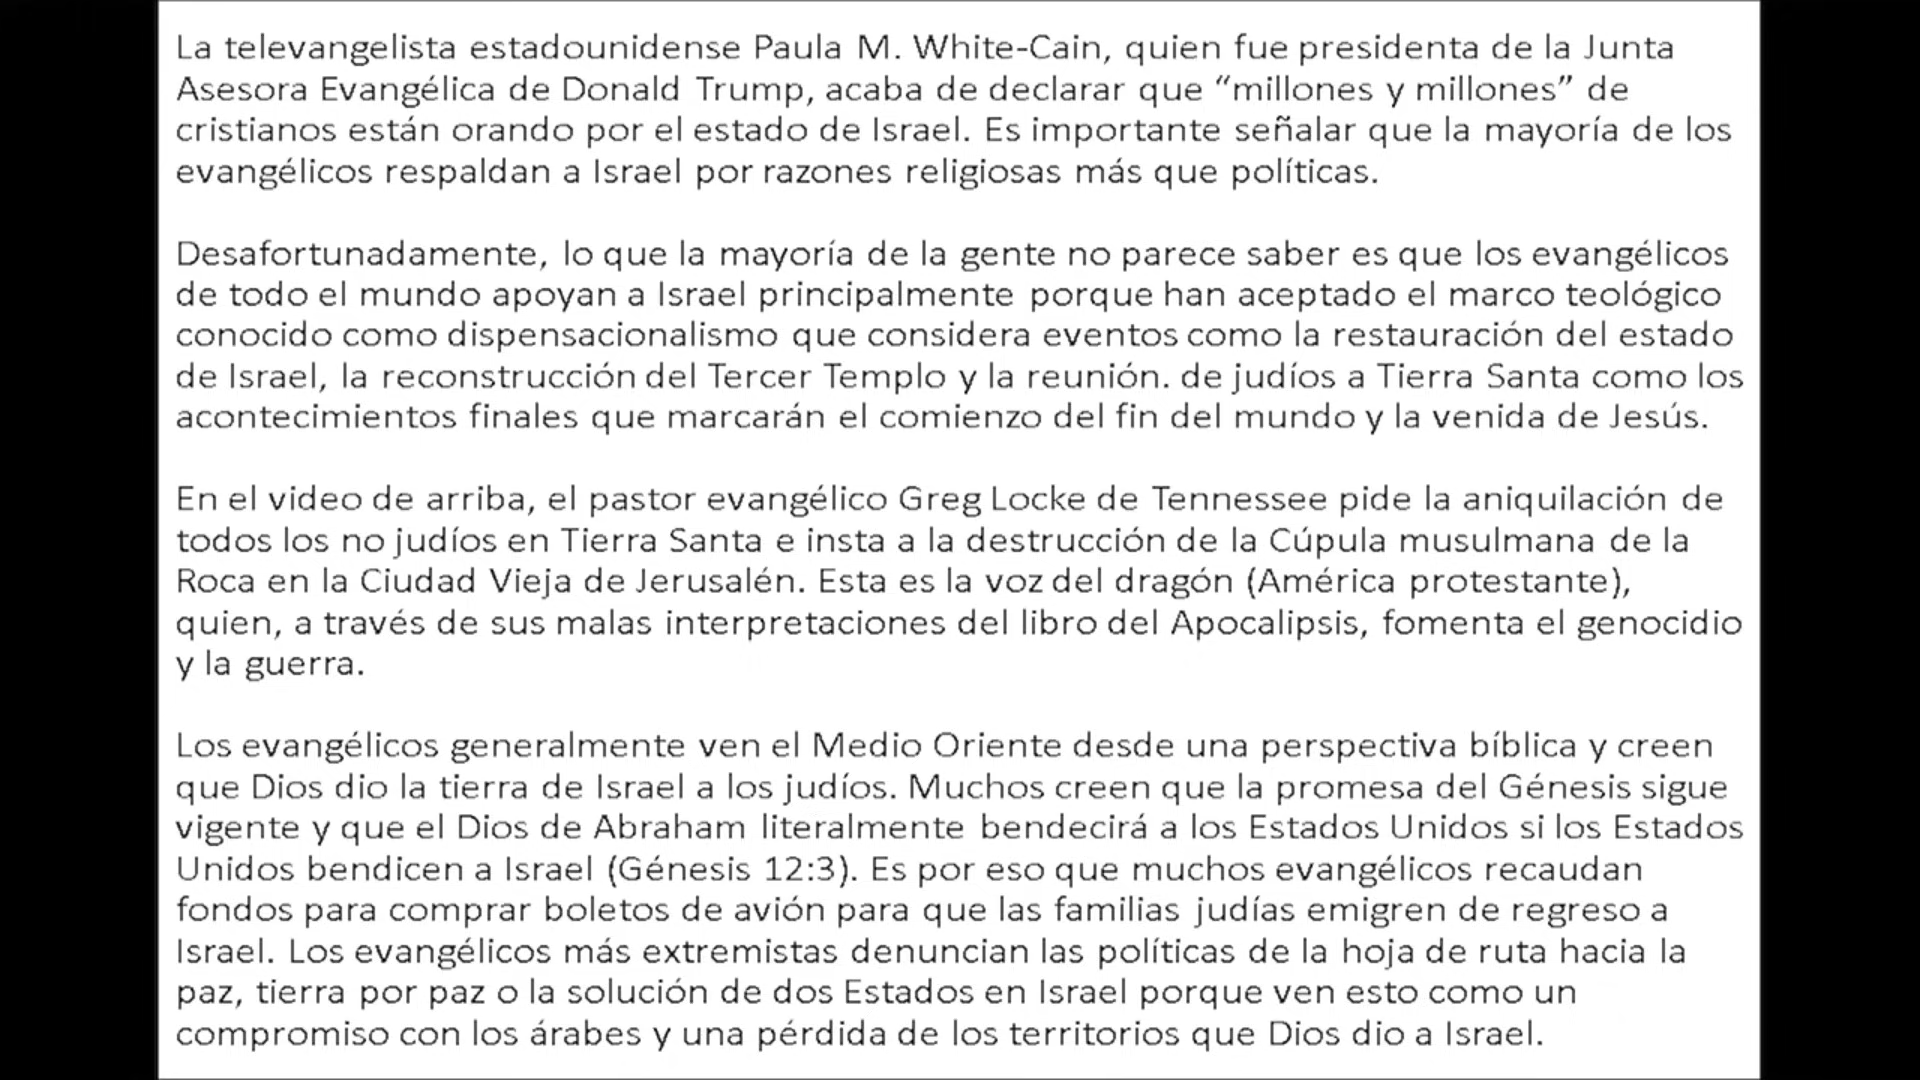 La televangelista estadounidense Paula M. White-Cain, quien fue presidenta de la Junta
Asesora Evangélica de Donald Trump, acaba de declarar que “millones y millones” de
cristianos están orando por el estado de Israel. Es importante señalar que la mayoría de los
evangélicos respaldan a Israel por razones religiosas más que políticas.
Desafortunadamente, lo que la mayoría de la gente no parece saber es que los evangélicos
de todo el mundo apoyan a Israel principalmente porque han aceptado el marco teológico
conocido como dispensacionalismo que considera eventos como la restauración del estado
de Israel, la reconstrucción del Tercer Templo y la reunión. de judíos a Tierra Santa como los
acontecimientos finales que marcarán el comienzo del fin del mundo y la venida de Jesús.
En el video de arriba, el pastor evangélico Greg Locke de Tennessee pide la aniquilación de
todos los no judíos en Tierra Santa e insta a la destrucción de la Cúpula musulmana de la
Roca en la Ciudad Vieja de Jerusalén. Esta es la voz del dragón (América protestante),
quien, a través de sus malas interpretaciones del libro del Apocalipsis, fomenta el genocidio
y la guerra.
Los evangélicos generalmente ven el Medio Oriente desde una perspectiva bíblica y creen
que Dios dio la tierra de Israel a los judíos. Muchos creen que la promesa del Génesis sigue
vigente y que el Dios de Abraham literalmente bendecirá a los Estados Unidos si los Estados
Unidos bendicen a Israel (Génesis 12:3). Es por eso que muchos evangélicos recaudan
fondos para comprar boletos de avión para que las familias judías emigren de regreso a
Israel. Los evangélicos más extremistas denuncian las políticas de la hoja de ruta hacia la
paz, tierra por paz o la solución de dos Estados en Israel porque ven esto como un
compromiso con los árabes y una pérdida de los territorios que Dios dio a Israel.